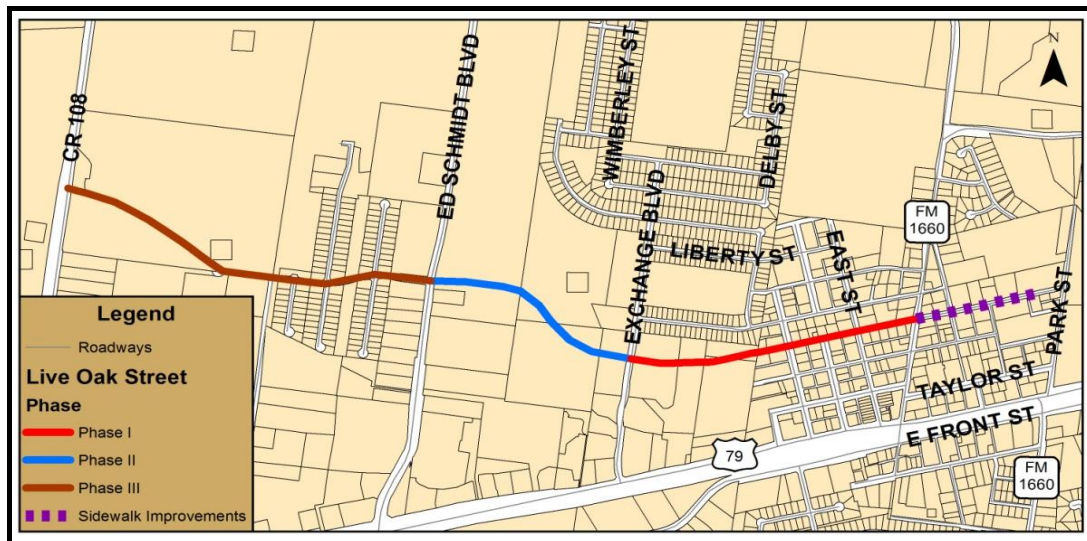 N
CR 108
ED SCHMIDT BLVD
WIMBERLEY ST
DELBY ST
EXCHANGE BLVD
LIBERTY ST
EAST ST
FM
1660
PARK ST
TAYLOR ST
E FRONT ST
79
FM
1660
Legend
Roadways
Live Oak Street
Phase
Phase I
Phase II
Phase III
Sidewalk Improvements